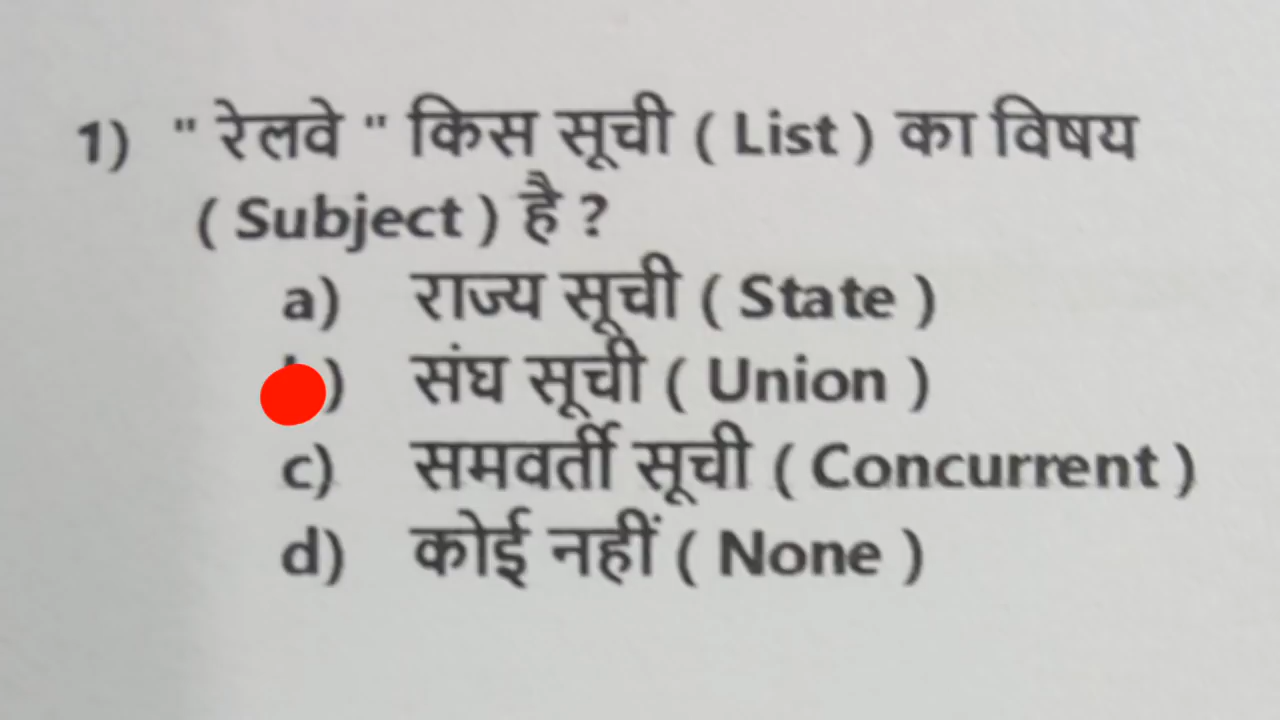 1) " रेलवे " किस सूची ( List ) का विषय
( Subject ) है ?
a) राज्य सूची ( State )
) संघ सूची ( Union )
c) समवर्ती सूची ( Concurrent )
d) कोई नहीं ( None )